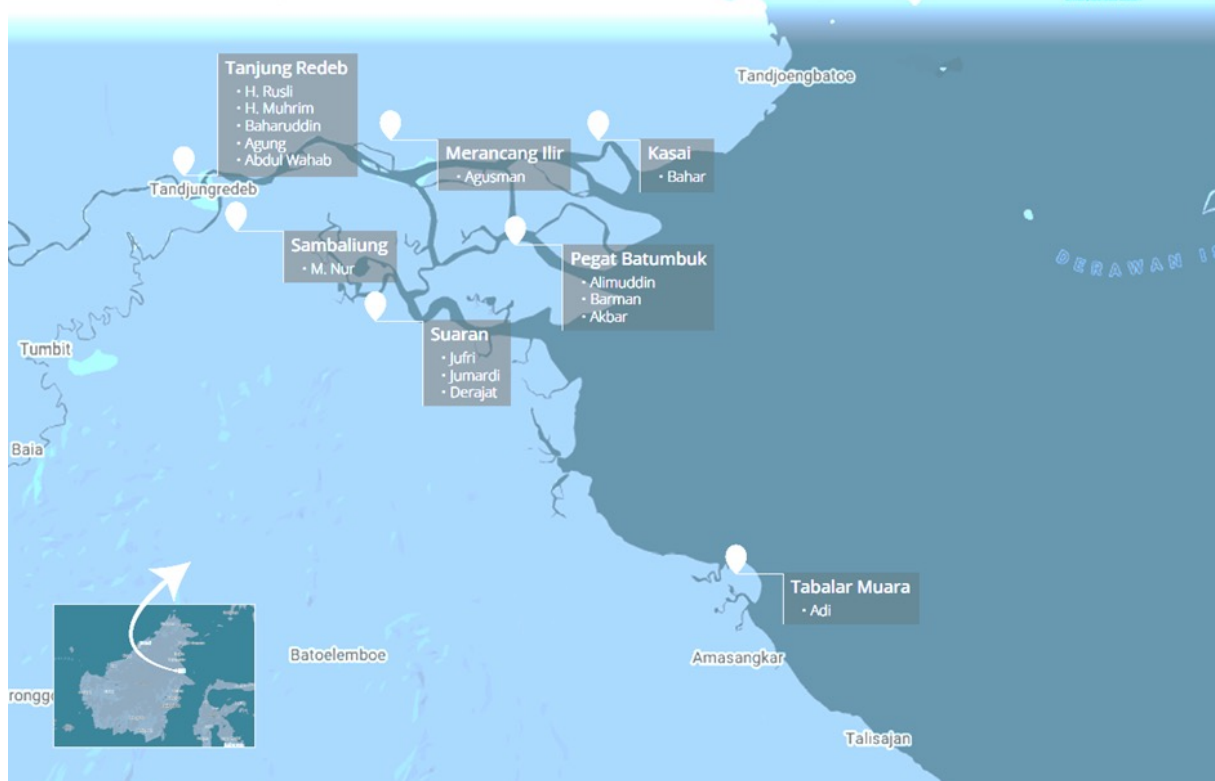 Tanjung Redeb
• H. Rusli
• H. Muhrim
• Baharuddin
• Agung
• Abdul Wahab
Tandjoengbatoe
Merancang Ilir
• Agusman
Kasai
• Bahar
Tandjungredeb
Sambaliung
• M. Nur
Pegat Batumbuk
• Alimuddin
• Barman
• Akbar
DERAWAN IS
Suaran
• Jufri
• Jumardi
• Derajat
Tumbit
Baia
Tabalar Muara
• Adi
Batoelemboe
Amasangkar
Talisajan